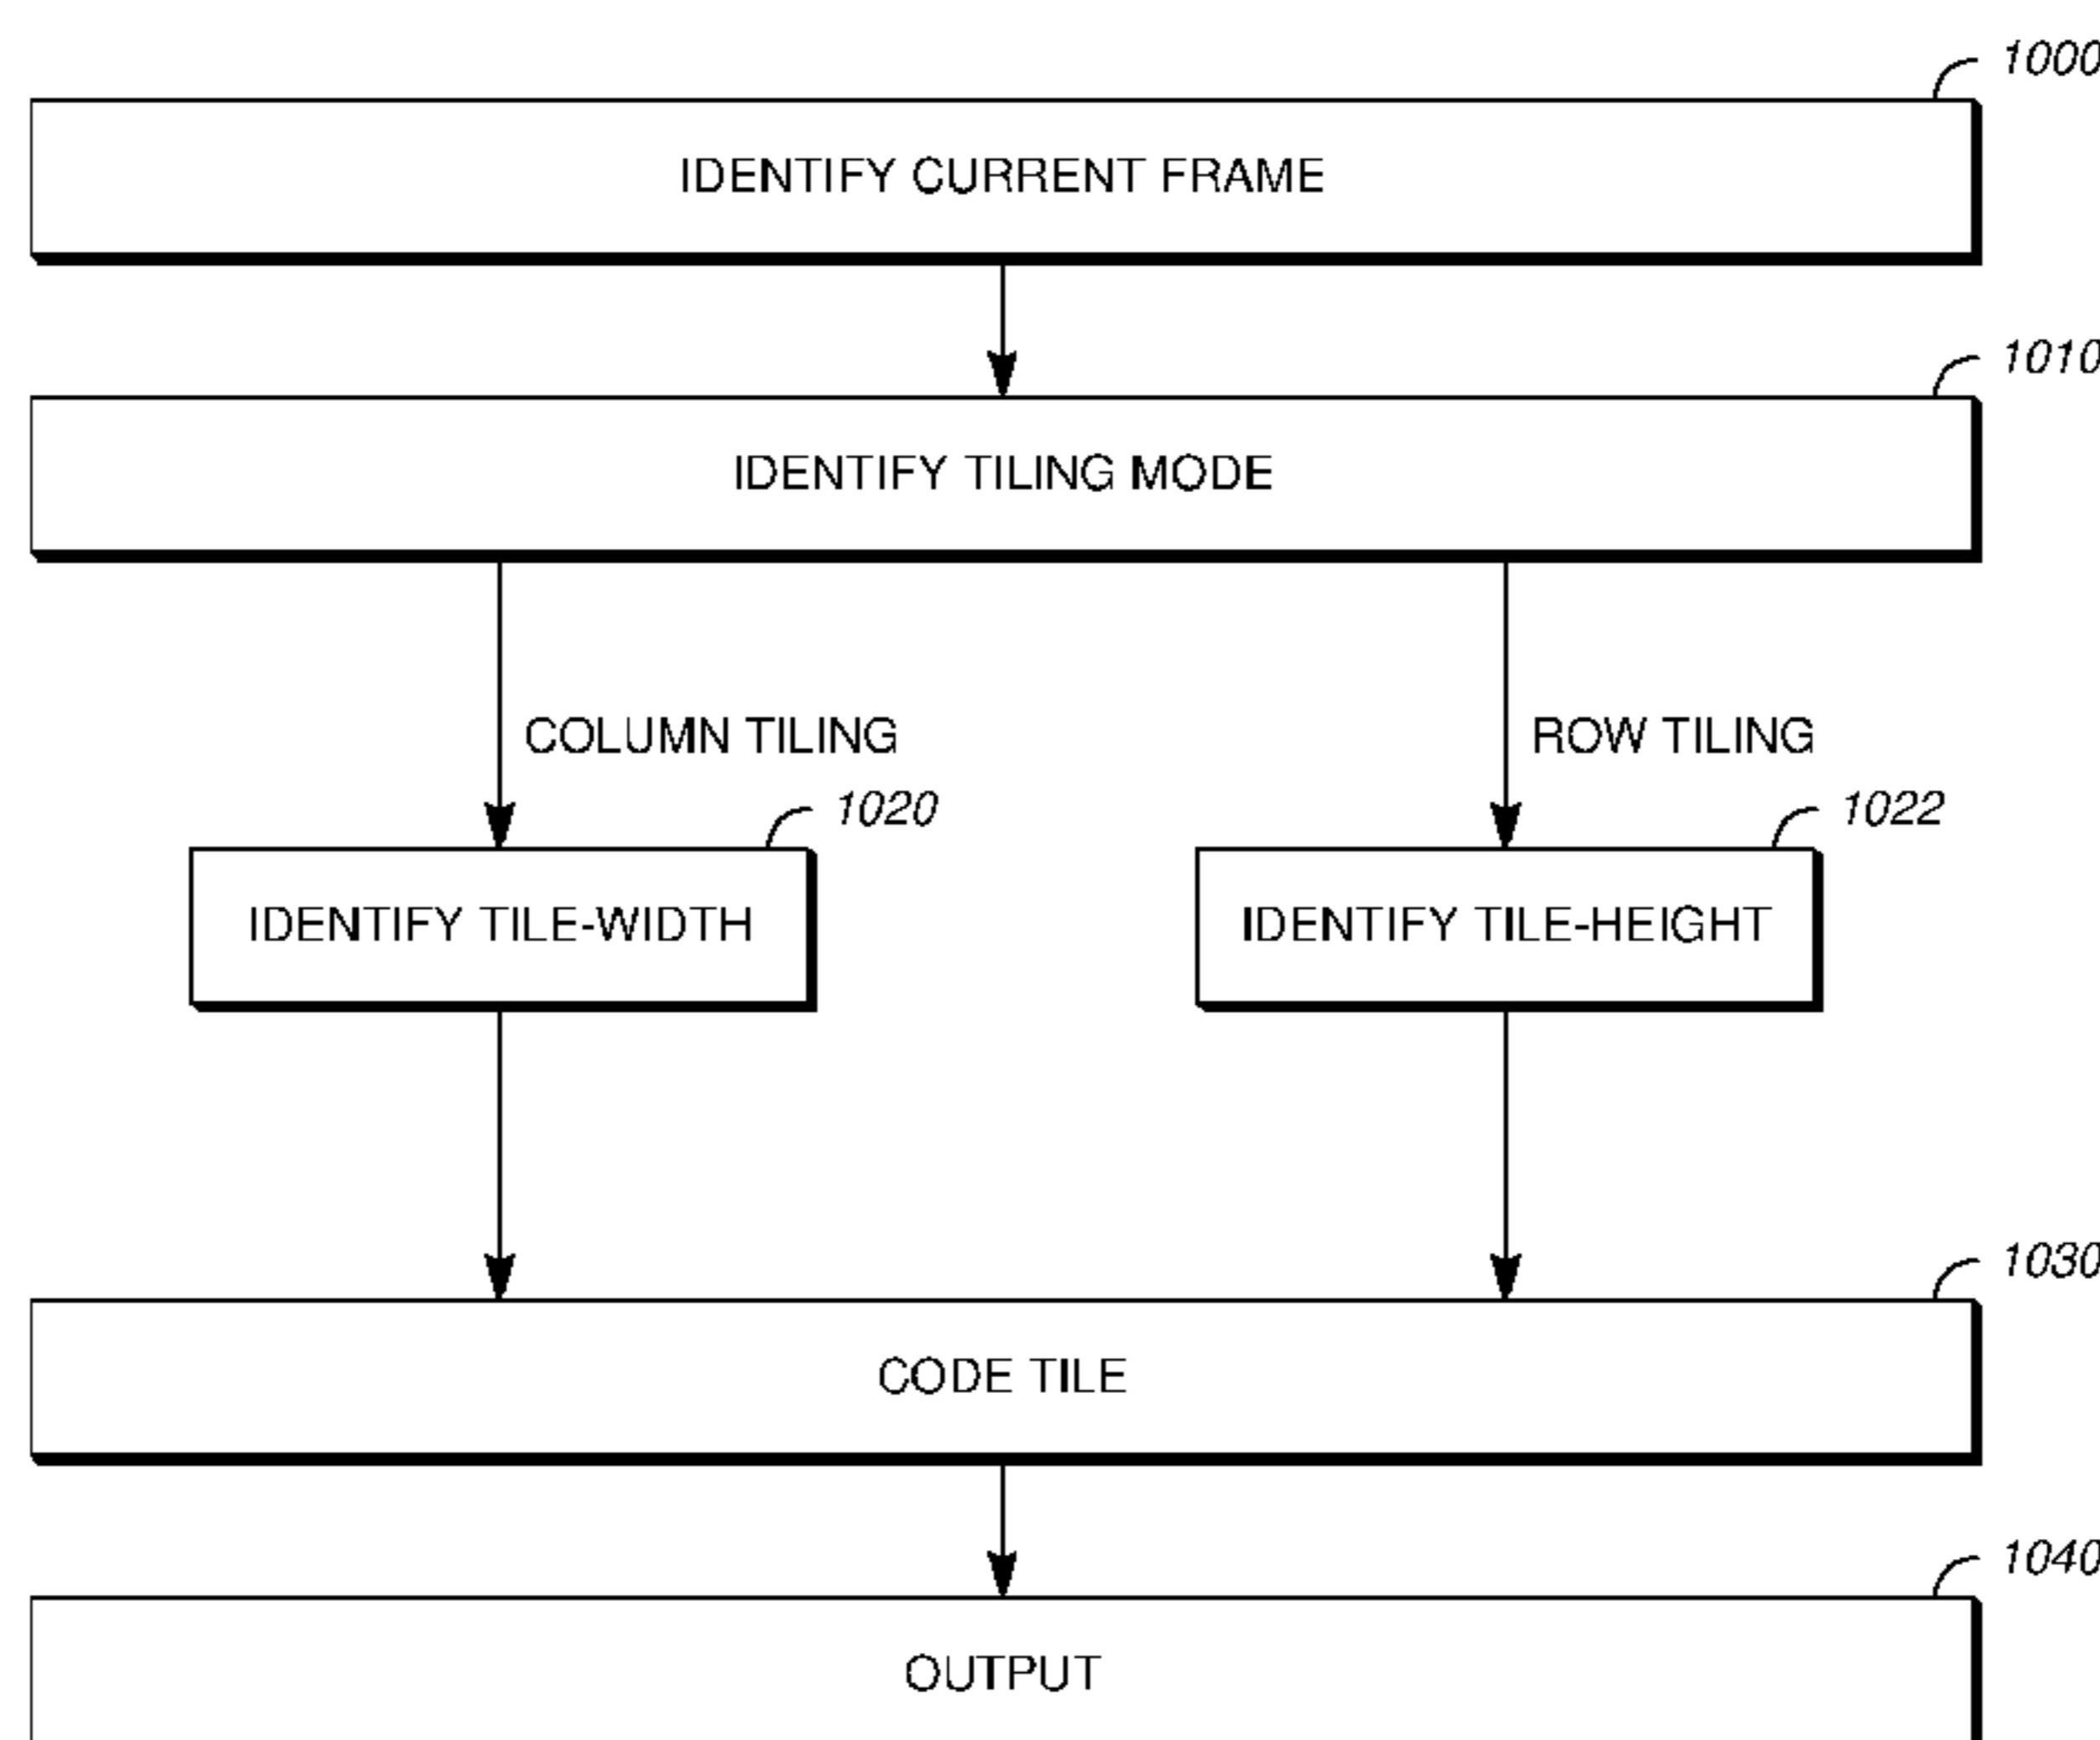 1000
IDENTIFY CURRENT FRAME
1010
IDENTIFY TILING MODE
COLUMN TILING
ROW TILING
1020
1022
IDENTIFY TILE-WIDTH
IDENTIFY TILE-HEIGHT
1030
CODE TILE
1040
OUTPUT